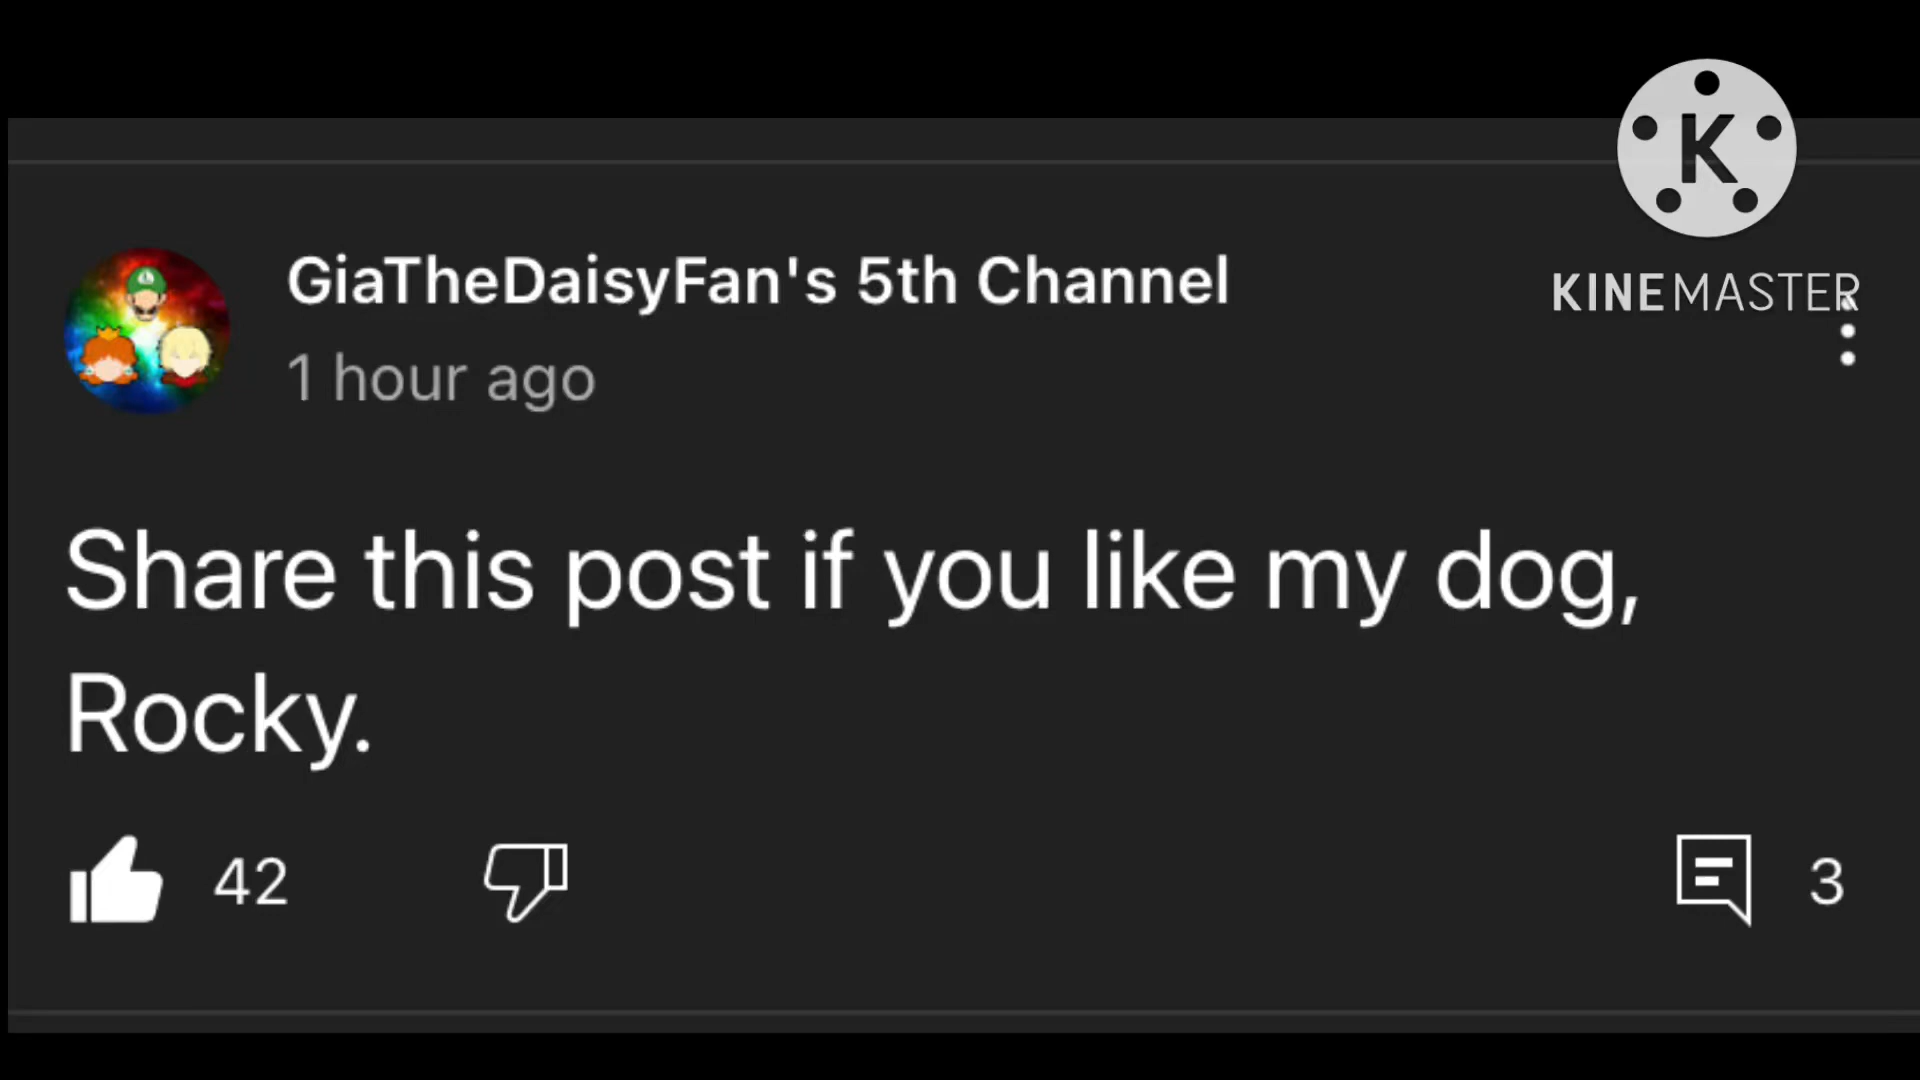 K
KINEMASTER
GiaTheDaisyFan's 5th Channel
1 hour ago
Share this post if you like my dog,
Rocky.
42
3